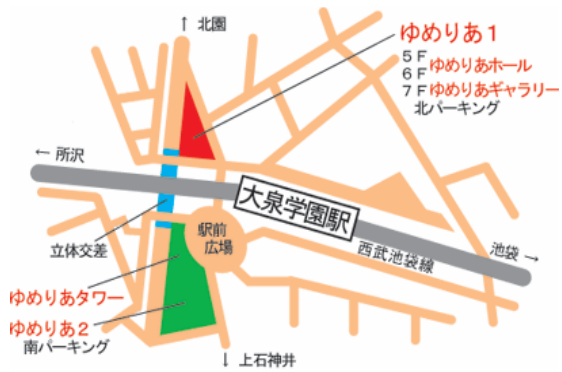 ↑ 北園
ゆめりあ1
5F
6F ゆめりあホール
7F ゆめりあギャラリー
北パーキング
← 所沢
大泉学園駅
駅前
広場
立体交差
西武池袋線
池袋 →
ゆめりあタワー
ゆめりあ2
南パーキング
↓ 上石神井